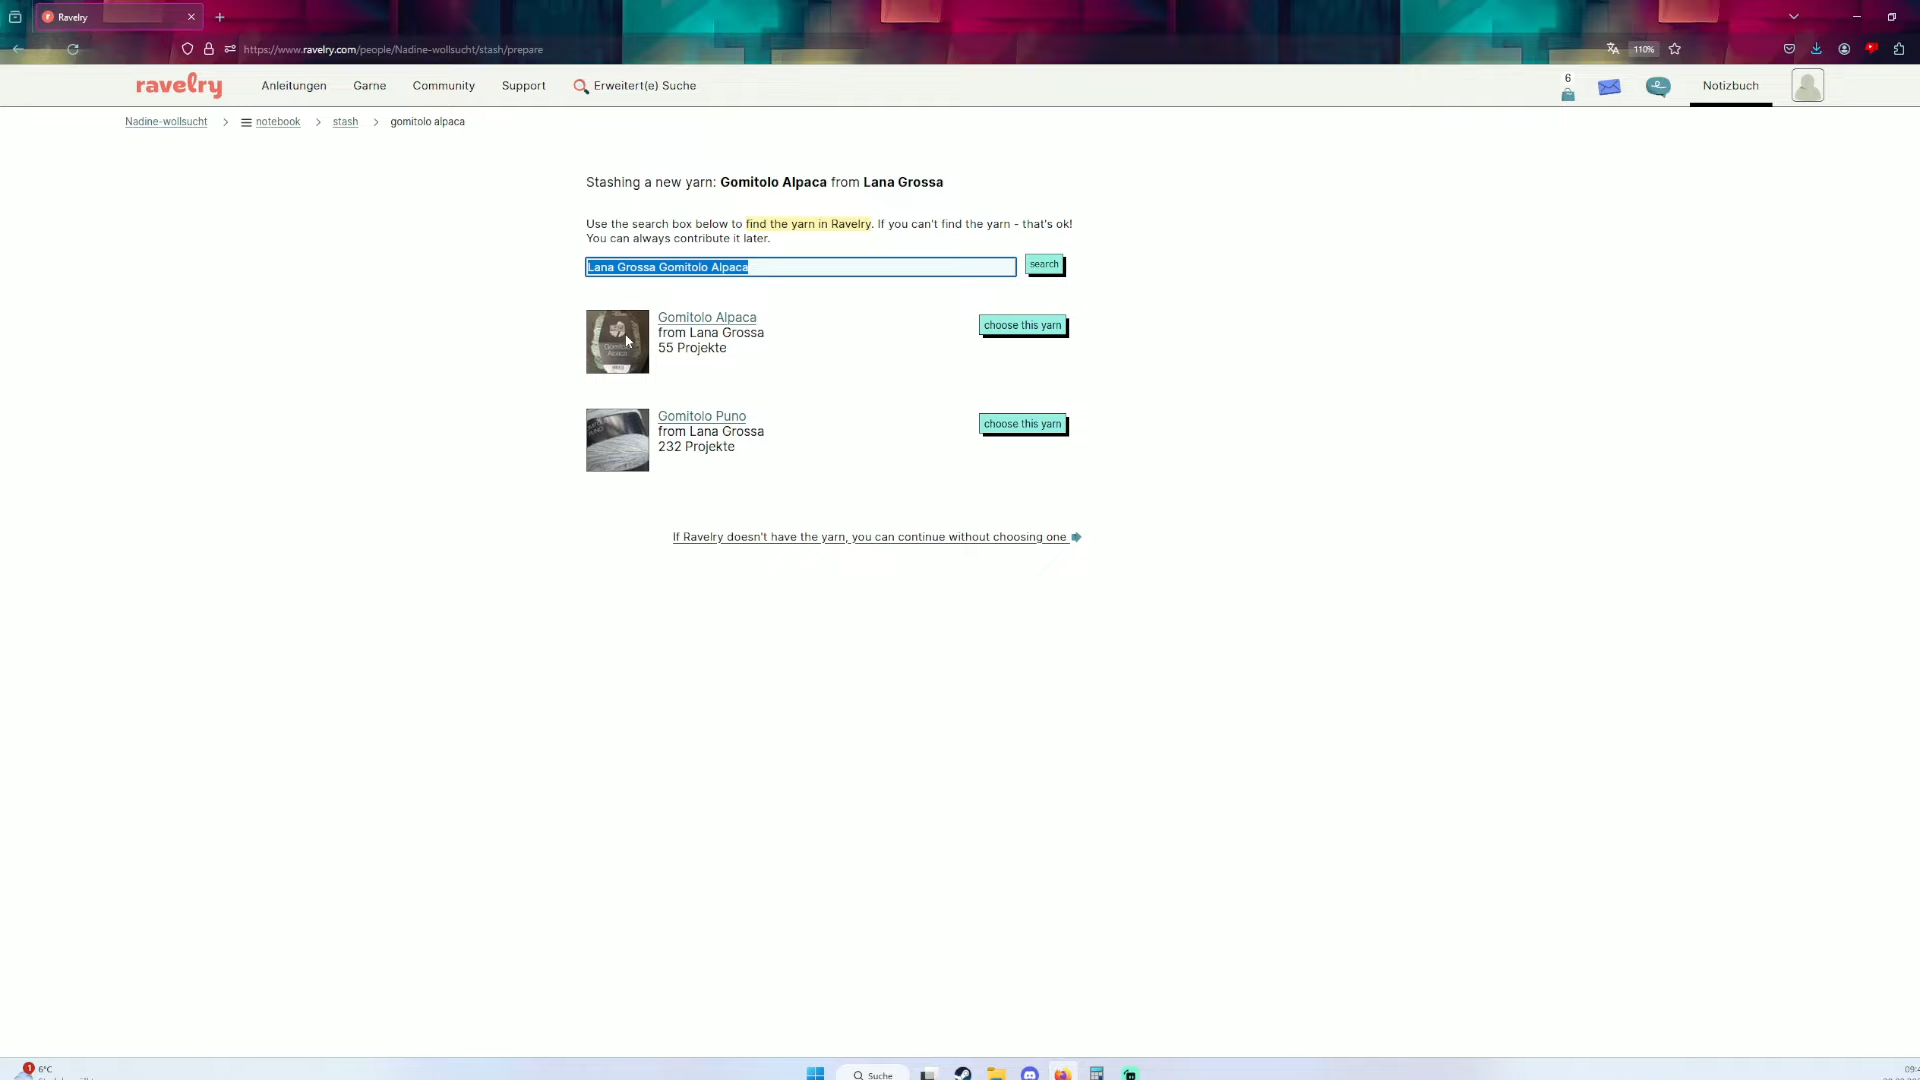 Ravelry
https://www.ravelry.com/people/Nadine-wollsucht/stash/prepare
110%
ravelry
Anleitungen
Garne
Community
Support
Erweitert(e) Suche
6
Notizbuch
Nadine-wollsucht > notebook > stash > gomitolo alpaca
Stashing a new yarn: Gomitolo Alpaca from Lana Grossa
Use the search box below to find the yarn in Ravelry. If you can't find the yarn - that's ok!
You can always contribute it later.
Lana Grossa Gomitolo Alpaca
search
Gomitolo Alpaca
from Lana Grossa
55 Projekte
choose this yarn
Gomitolo Puno
from Lana Grossa
232 Projekte
choose this yarn
If Ravelry doesn't have the yarn, you can continue without choosing one
1
6°C
Suche